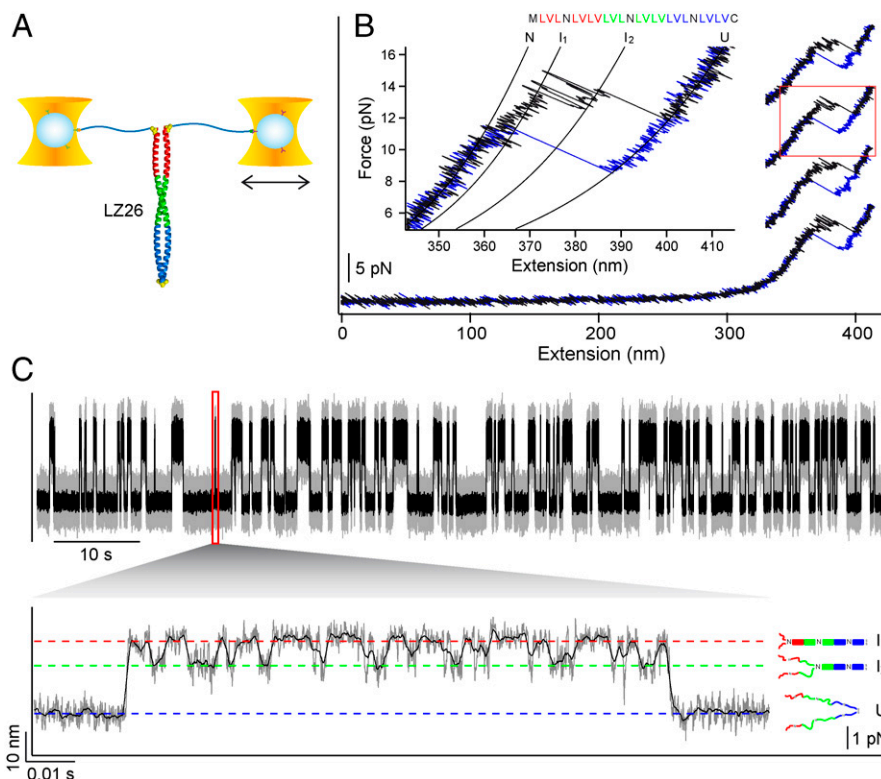 A
LZ26
B
MLVLNLVLVLVLNLVLVLVLNLVLVC
N
I1
I2
U
Force (pN)
16
14
12
10
8
6
350
360
370
380
390
400
410
Extension (nm)
5 pN
0
100
200
300
400
Extension (nm)
C
10 s
N
N
N
I
N
N
I
U
1 pN
10 nm
0.01 s